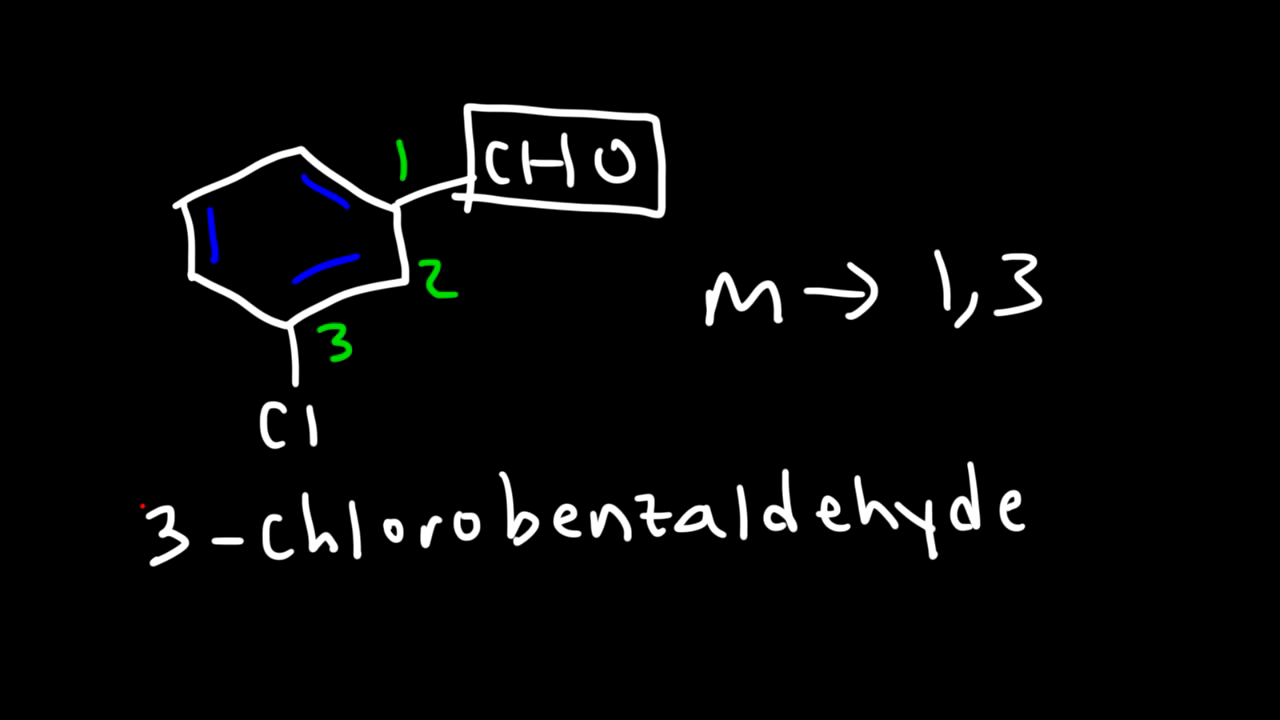 1 CHO
2
m → 1,3
3
Cl
3-chlorobenzaldehyde